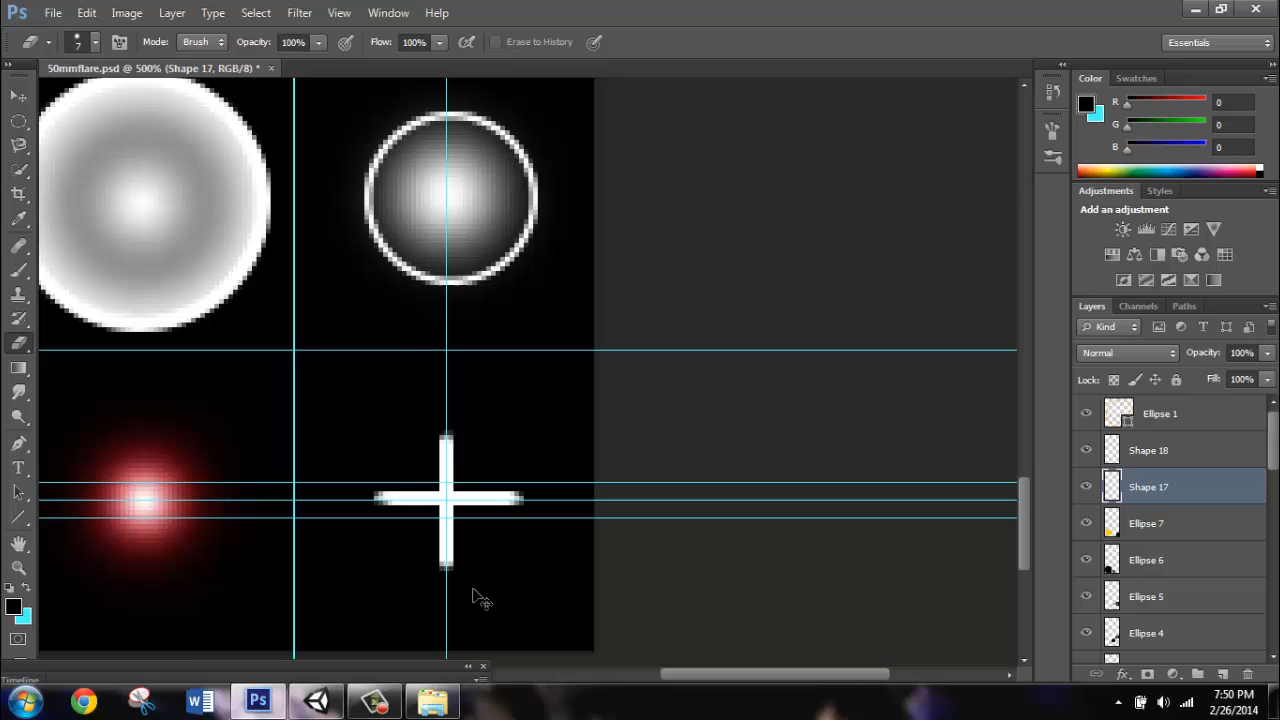 Ps File Edit Image Layer Type Select Filter View Window Help
7 Mode: Brush Opacity: 100% Flow: 100% Erase to History Essentials
50mmflare.psd @ 500% (Shape 17, RGB/8) * ×
Color Swatches
R 0
G 0
B 0
Adjustments Styles
Add an adjustment
Layers Channels Paths
Kind
Normal Opacity: 100%
Lock: Fill: 100%
Ellipse 1
Shape 18
Shape 17
Ellipse 7
Ellipse 6
Ellipse 5
Ellipse 4
Timeline
Ps
7:50 PM
2/26/2014